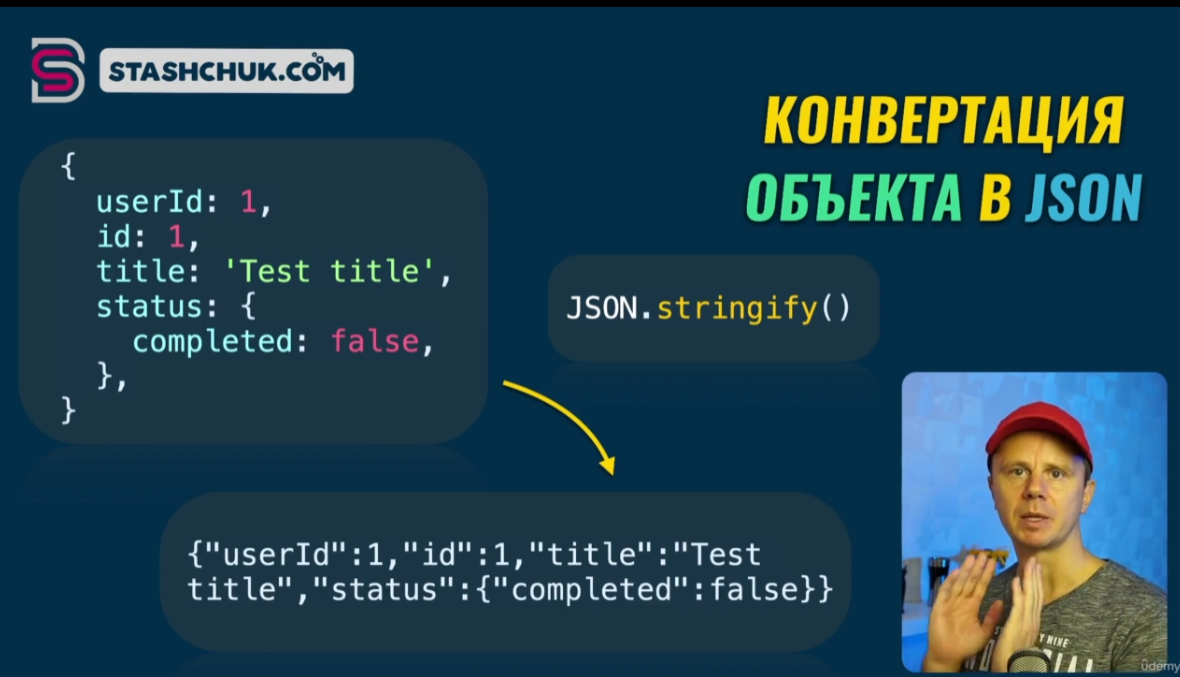 STASHCHUK.COM
КОНВЕРТАЦИЯ
ОБЪЕКТА В JSON
{
userId: 1,
id: 1,
title: 'Test title',
status: {
completed: false,
},
}
JSON.stringify()
{"userId":1,"id":1,"title":"Test
title","status":{"completed":false}}
udemy